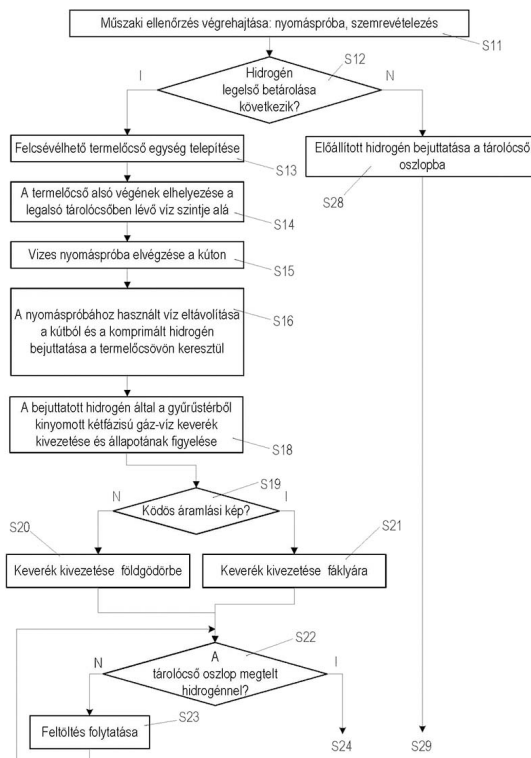 Műszaki ellenőrzés végrehajtása: nyomáspróba, szemrevételezés
S11
S12
Hidrogén
legelső betárolása
következik?
I
N
Felcsévélhető termelőcső egység telepítése
S13
Előállított hidrogén bejuttatása a tárolócső
oszlopba
S28
A termelőcső alsó végének elhelyezése a
legalsó tárolócsőben lévő víz szintje alá
S14
Vizes nyomáspróba elvégzése a kúton
S15
A nyomáspróbához használt víz eltávolítása
a kútból és a komprimált hidrogén
bejuttatása a termelőcsövön keresztül
S16
A bejuttatott hidrogén által a gyűrűstérből
kinyomott kétfázisú gáz-víz keverék
kivezetése és állapotának figyelése
S18
S19
N
I
Ködös áramlási kép?
S20
S21
Keverék kivezetése földgödörbe
Keverék kivezetése fáklyára
S22
N
I
A
tárolócső oszlop megtelt
hidrogénnel?
S23
Feltöltés folytatása
S24
S29